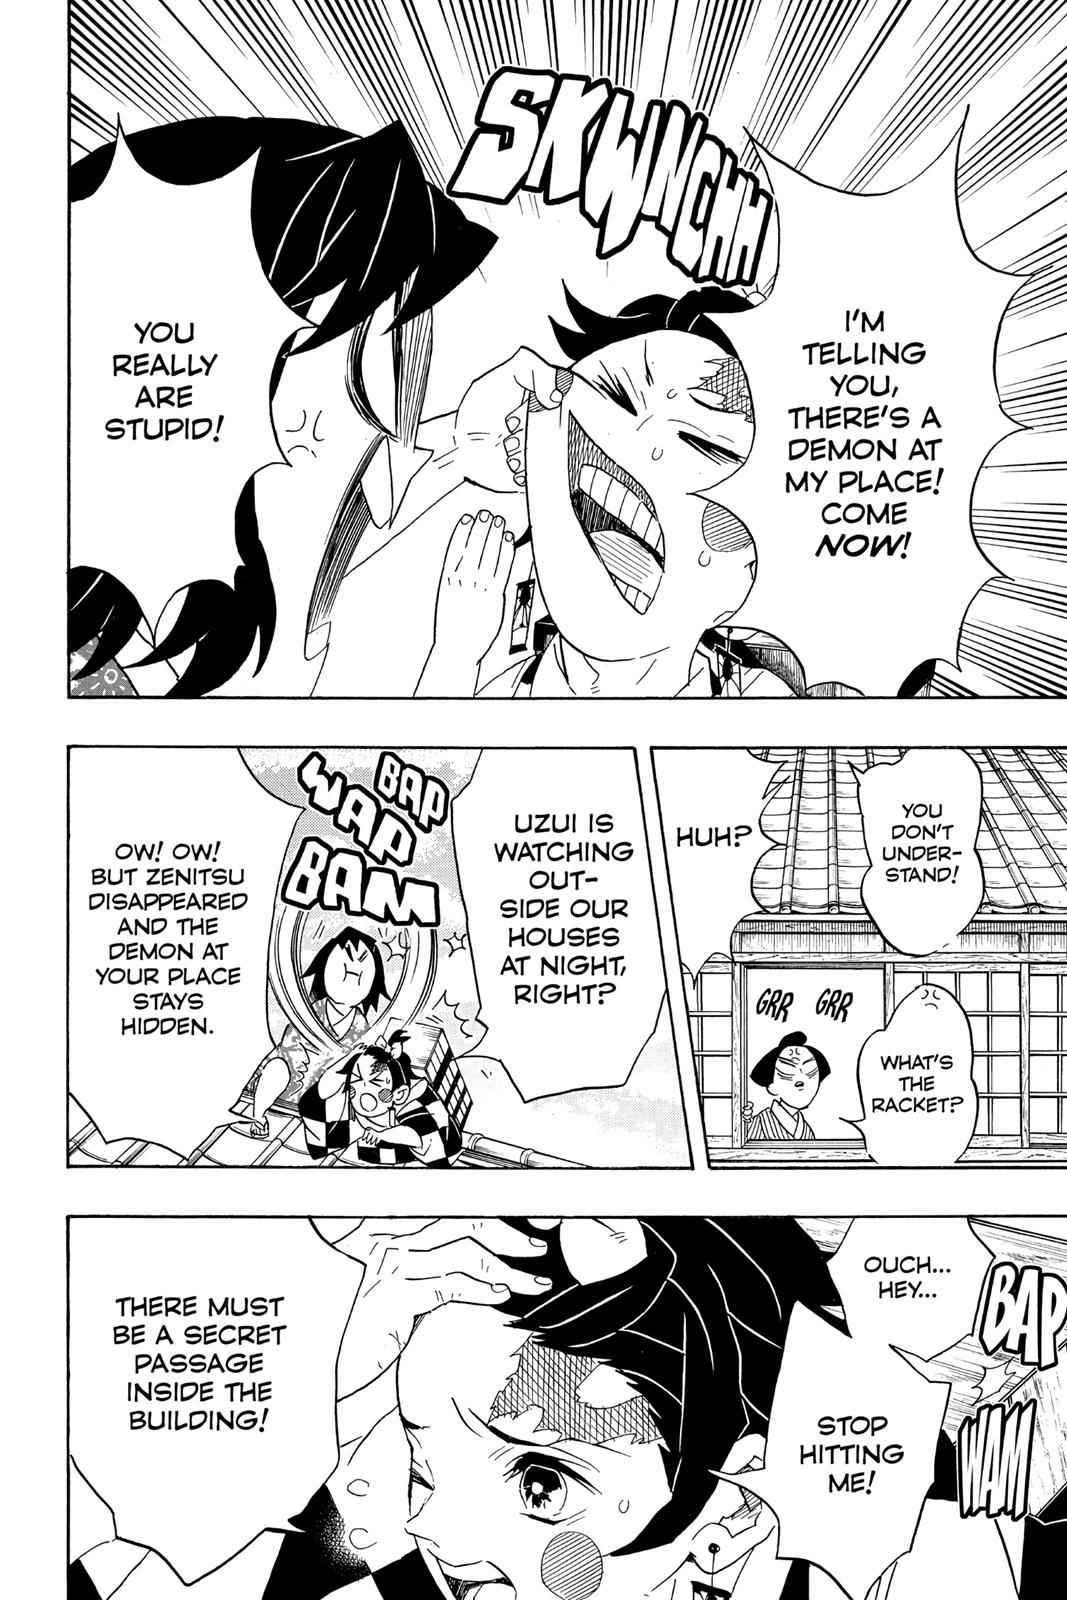 SKWNCHH
I'M
TELLING
YOU,
THERE'S A
DEMON AT
MY PLACE!
COME
NOW!
YOU
REALLY
ARE
STUPID!
YOU
DON'T
UNDER-
STAND!
HUH?
GRR GRR
WHAT'S
THE
RACKET?
UZUI IS
WATCHING
OUT-
SIDE OUR
HOUSES
AT NIGHT,
RIGHT?
BAP
WAP
BAM
OW! OW!
BUT ZENITSU
DISAPPEARED
AND THE
DEMON AT
YOUR PLACE
STAYS
HIDDEN.
OUCH...
HEY...
BAP
WAM
STOP
HITTING
ME!
THERE MUST
BE A SECRET
PASSAGE
INSIDE THE
BUILDING!